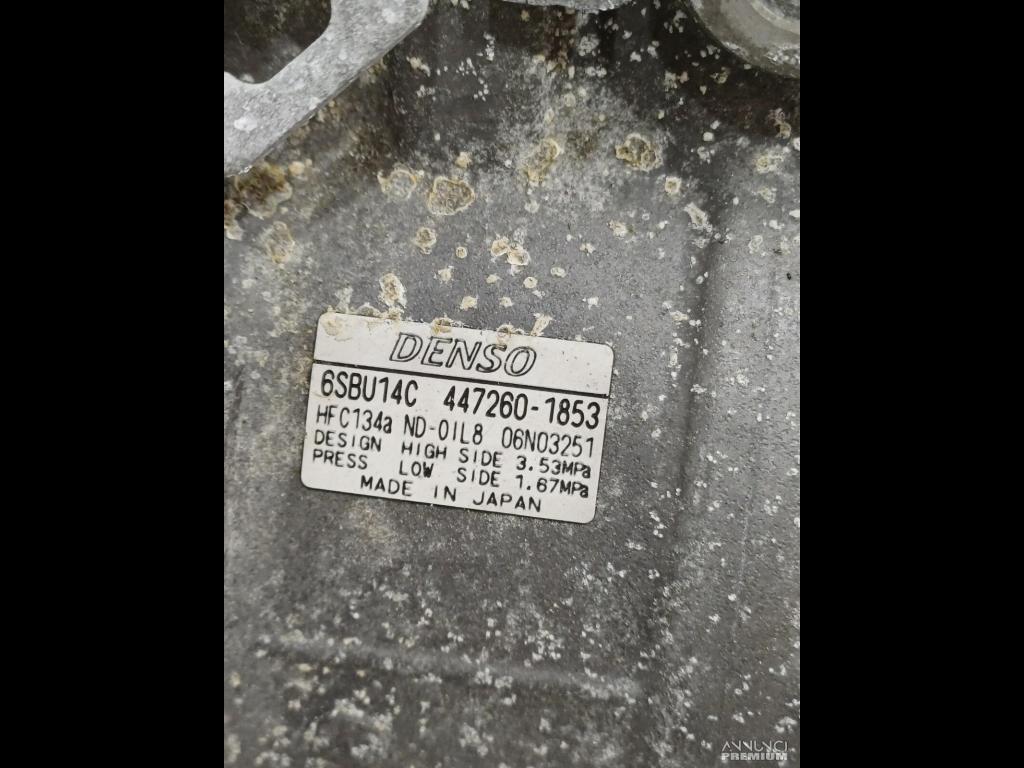 DENSO
6SBU14C 447260-1853
HFC134a ND-OIL8 06N03251
DESIGN HIGH SIDE 3.53MPa
PRESS LOW SIDE 1.67MPa
MADE IN JAPAN
ANNUNCI
PREMIUM